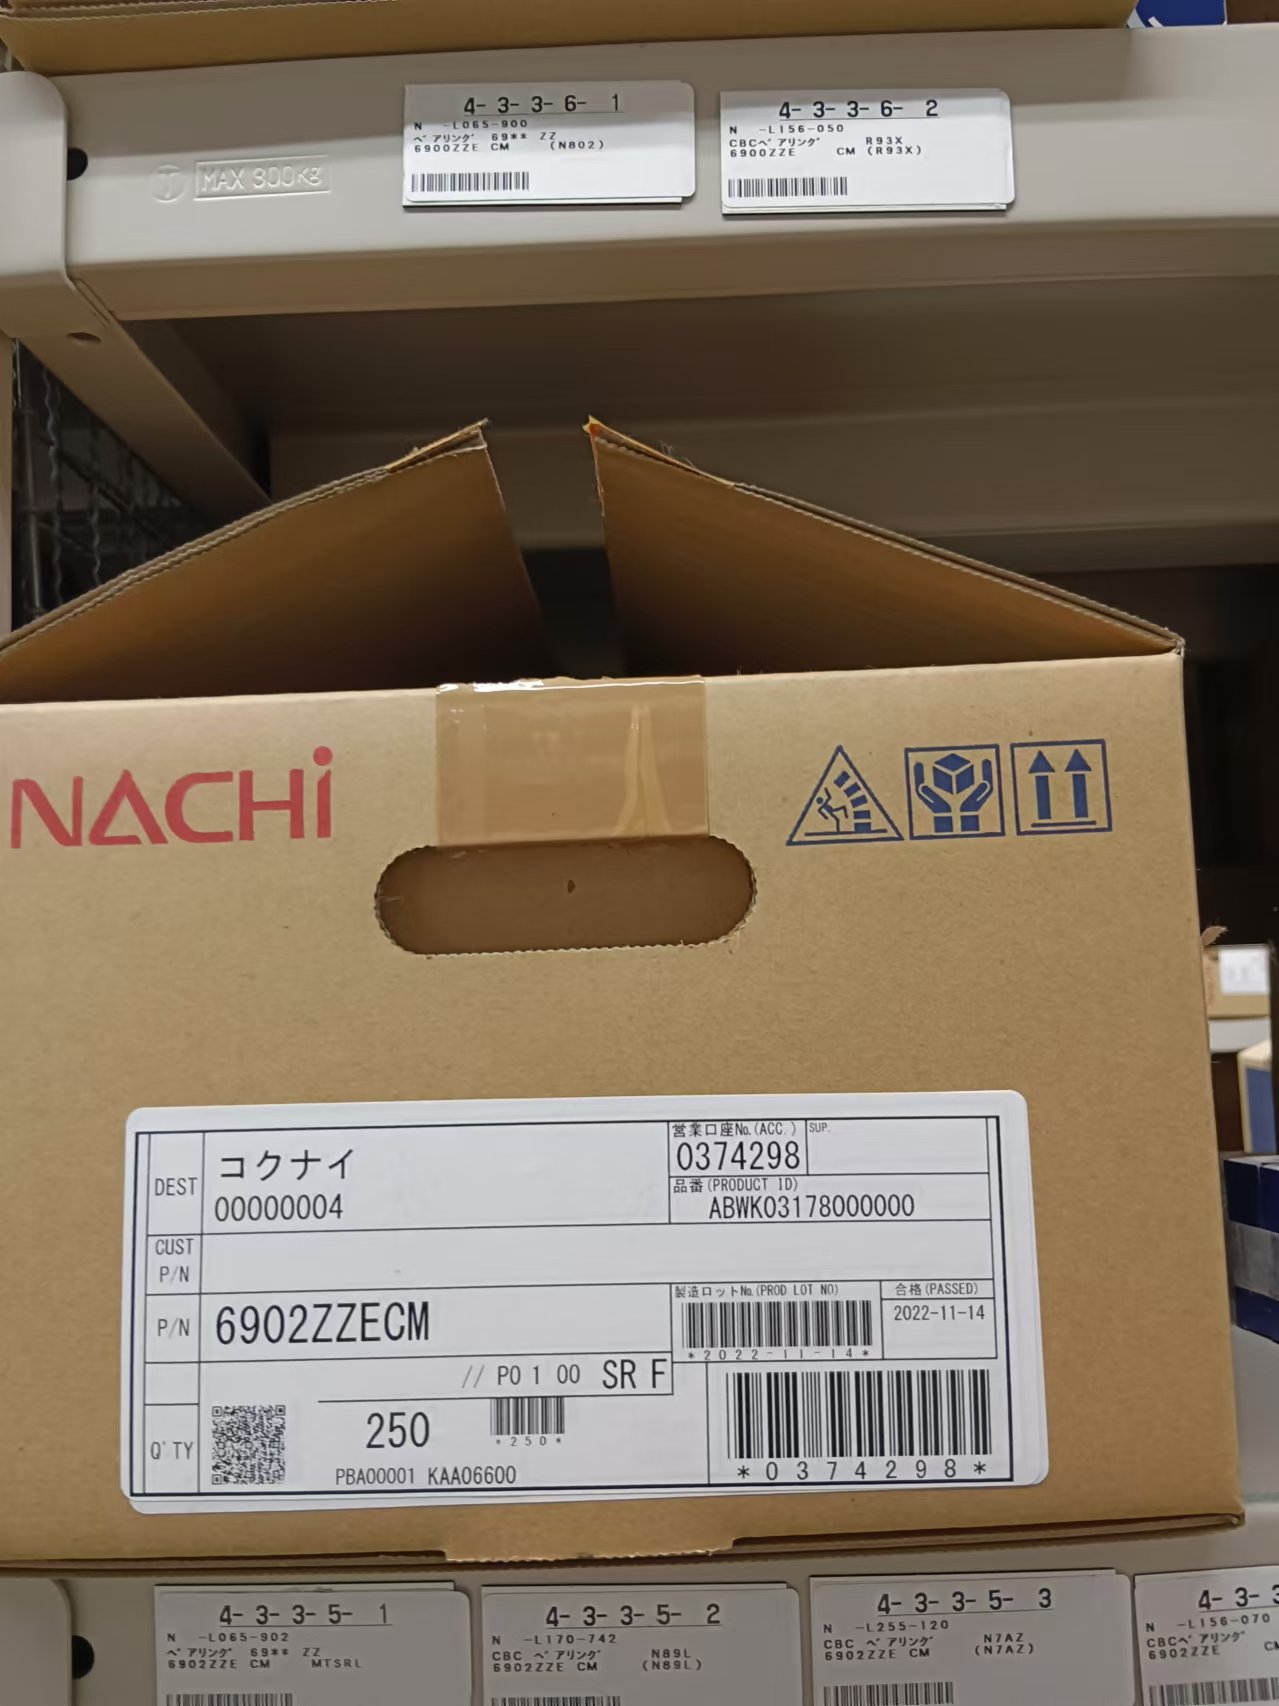 4- 3- 3- 6- 1
N -L065-900
ベアリング 69** ZZ
6900ZZE CM (N802)
4- 3- 3- 6- 2
N -L156-050
CBCベアリング R93X
6900ZZE CM (R93X)
MAX 300kg
NACHi
DEST
コクナイ
00000004
営業口座No.(ACC.)
0374298
SUP.
品番(PRODUCT ID)
ABWK03178000000
CUST
P/N
P/N
6902ZZECM
製造ロットNo.(PROD LOT NO)
*2022-11-14*
合格(PASSED)
2022-11-14
// P0 1 00 SR F
Q'TY
250
*250*
PBA00001 KAA06600
*0374298*
4- 3- 3- 5- 1
N -L065-902
ベアリング 69** ZZ
6902ZZE CM MTSRL
4- 3- 3- 5- 2
N -L170-742
CBC ベアリング N89L
6902ZZE CM (N89L)
4- 3- 3- 5- 3
N -L255-120
CBC ベアリング N7AZ
6902ZZE CM (N7AZ)
4- 3- 3
N -L156-070
CBCベアリング
6902ZZE CM